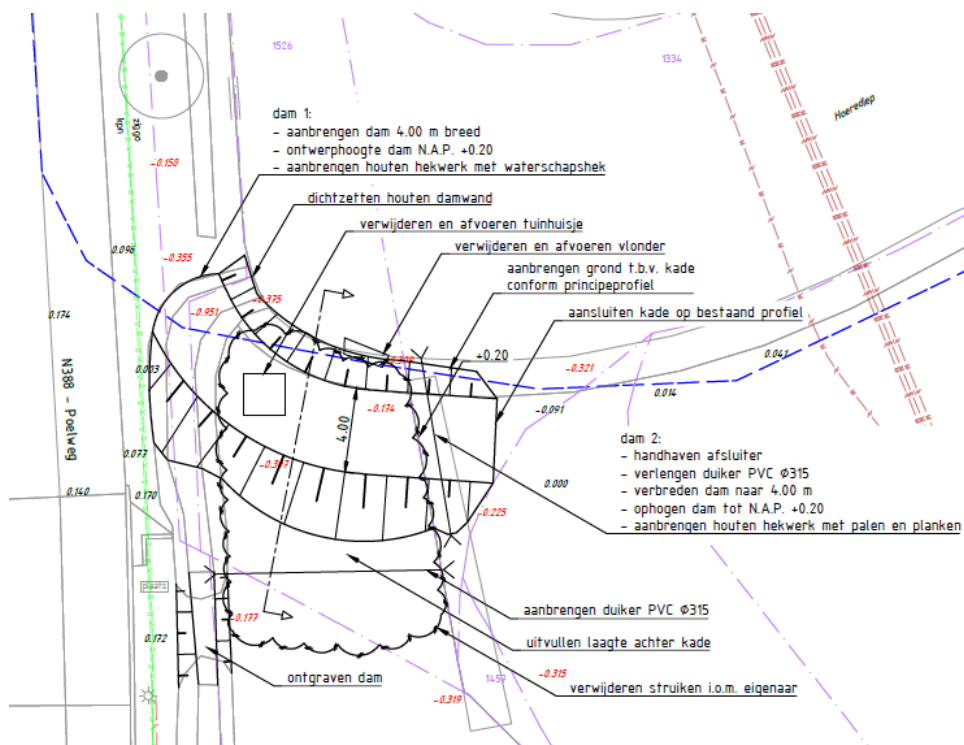 1526
1334
Hoerediep
dam 1:
- aanbrengen dam 4.00 m breed
- ontwerphoogte dam N.A.P. +0.20
- aanbrengen houten hekwerk met waterschapshek
kpn
ziggo
-0.150
dichtzetten houten damwand
verwijderen en afvoeren tuinhuisje
verwijderen en afvoeren vlonder
aanbrengen grond t.b.v. kade
conform principeprofiel
aansluiten kade op bestaand profiel
0.096
-0.355
0.174
-0.375
-0.951
+0.20
0.041
N388 - Poelweg
0.003
-0.321
0.014
-0.174
-0.091
4.00
dam 2:
- handhaven afsluiter
- verlengen duiker PVC Ø315
- verbreden dam naar 4.00 m
- ophogen dam tot N.A.P. +0.20
- aanbrengen houten hekwerk met palen en planken
0.077
0.000
0.140
0.170
-0.225
plaats
aanbrengen duiker PVC Ø315
-0.177
0.172
uitvullen laagte achter kade
ontgraven dam
-0.315
1457
verwijderen struiken i.o.m. eigenaar
-0.319